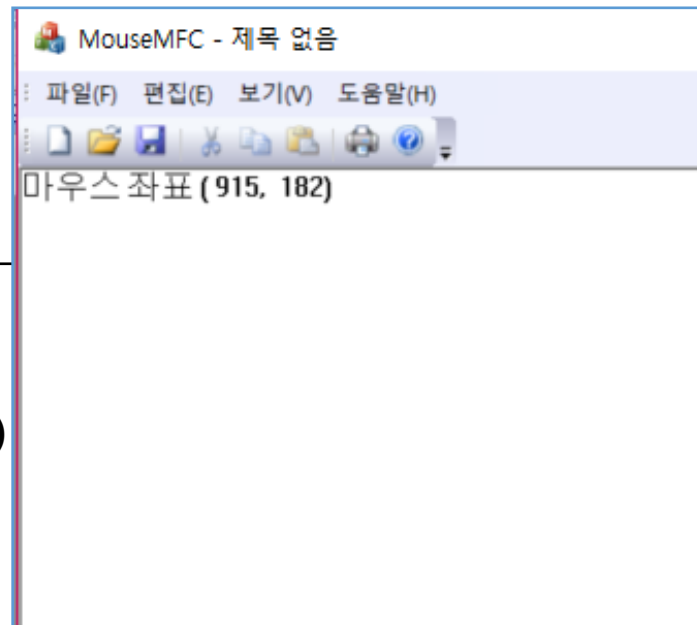 MouseMFC - 제목 없음
파일(F) 편집(E) 보기(V) 도움말(H)
마우스 좌표 ( 915, 182)
)